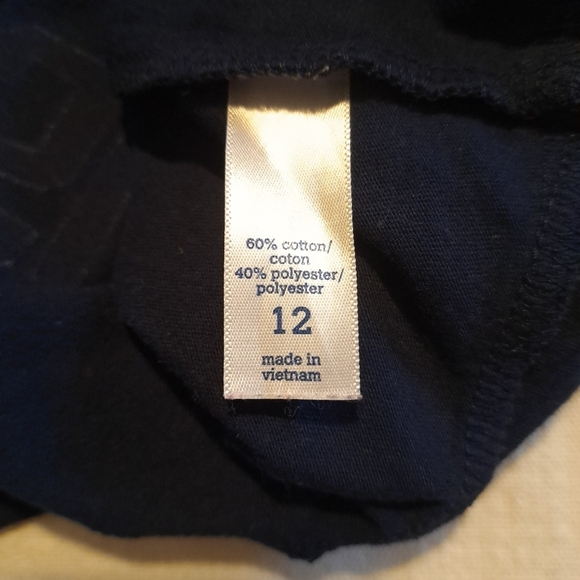 60% cotton/
coton
40% polyester/
polyester
12
made in
vietnam